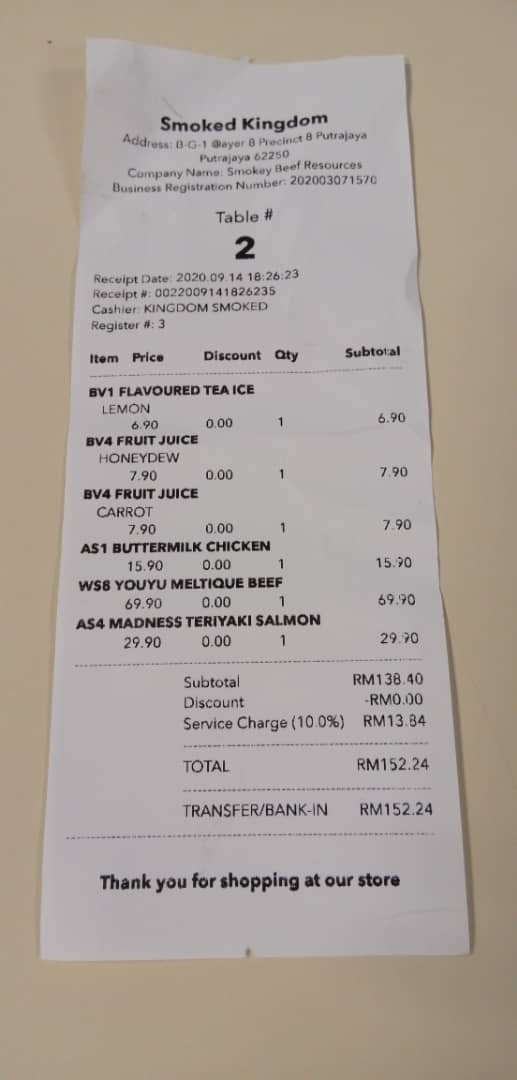 Smoked Kingdom
Address: B-G-1 @ayer 8 Precinct 8 Putrajaya
Putrajaya 62250
Company Name: Smokey Beef Resources
Business Registration Number: 202003071570
Table #
2
Receipt Date: 2020.09.14 18:26:23
Receipt #: 0022009141826235
Cashier: KINGDOM SMOKED
Register #: 3
Item Price Discount Qty Subtotal
BV1 FLAVOURED TEA ICE
LEMON
6.90 0.00 1 6.90
BV4 FRUIT JUICE
HONEYDEW
7.90 0.00 1 7.90
BV4 FRUIT JUICE
CARROT
7.90 0.00 1 7.90
AS1 BUTTERMILK CHICKEN
15.90 0.00 1 15.90
WS8 YOUYU MELTIQUE BEEF
69.90 0.00 1 69.90
AS4 MADNESS TERIYAKI SALMON
29.90 0.00 1 29.90
Subtotal RM138.40
Discount -RM0.00
Service Charge (10.0%) RM13.84
TOTAL RM152.24
TRANSFER/BANK-IN RM152.24
Thank you for shopping at our store